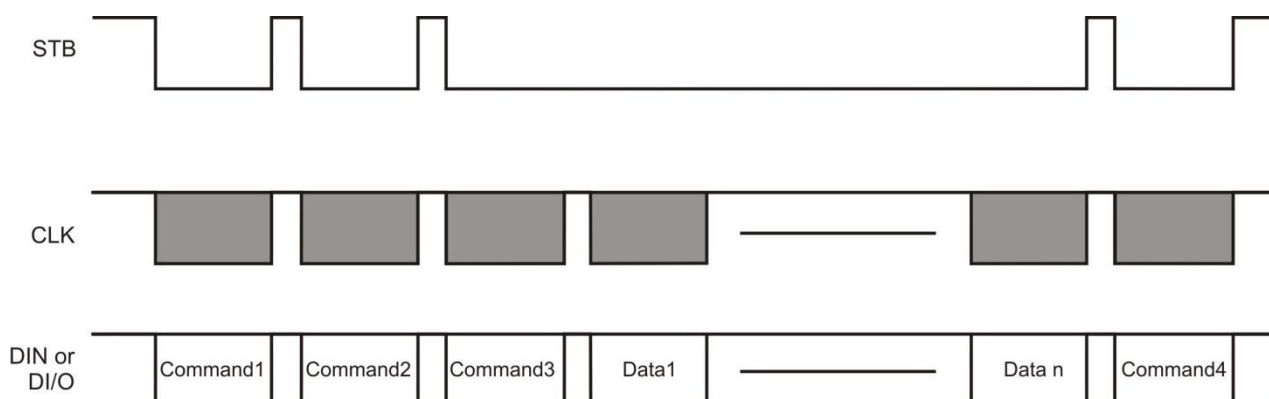 STB
CLK
DIN or
DI/O
Command1 Command2 Command3 Data1 Data n Command4